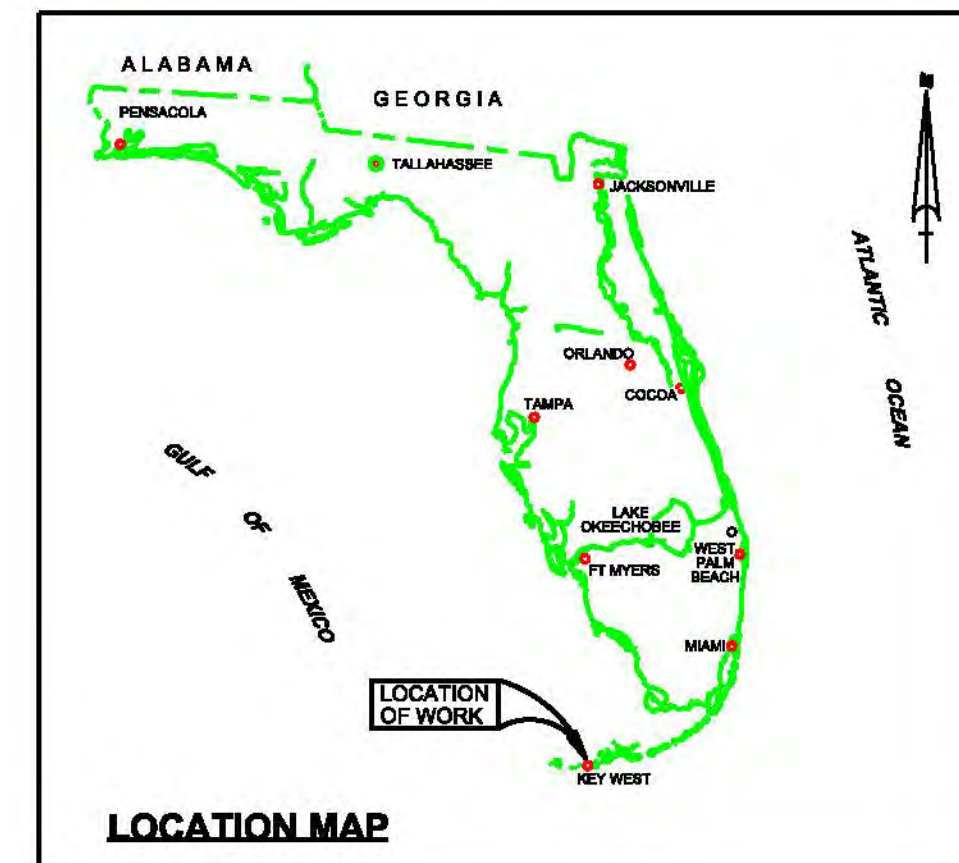 ALABAMA
GEORGIA
N
PENSACOLA
TALLAHASSEE
JACKSONVILLE
ATLANTIC
OCEAN
ORLANDO
COCOA
TAMPA
GULF
OF
MEXICO
LAKE
OKEECHOBEE
WEST
PALM
BEACH
FT MYERS
MIAMI
LOCATION
OF WORK
KEY WEST
LOCATION MAP